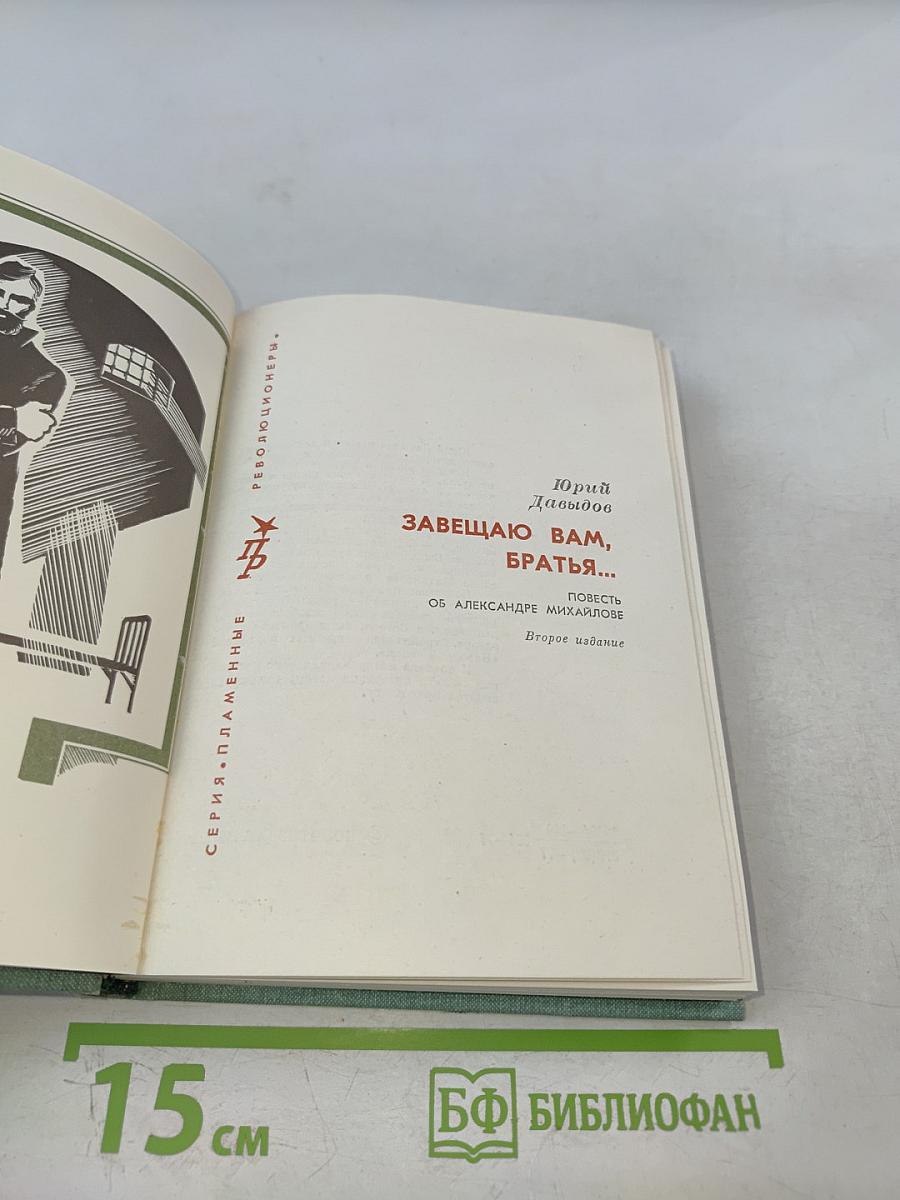 СЕРИЯ • ПЛАМЕННЫЕ ПР РЕВОЛЮЦИОНЕРЫ •
Юрий
Давыдов
ЗАВЕЩАЮ ВАМ,
БРАТЬЯ...
ПОВЕСТЬ
ОБ АЛЕКСАНДРЕ МИХАЙЛОВЕ
Второе издание
15 см
БФ БИБЛИОФАН